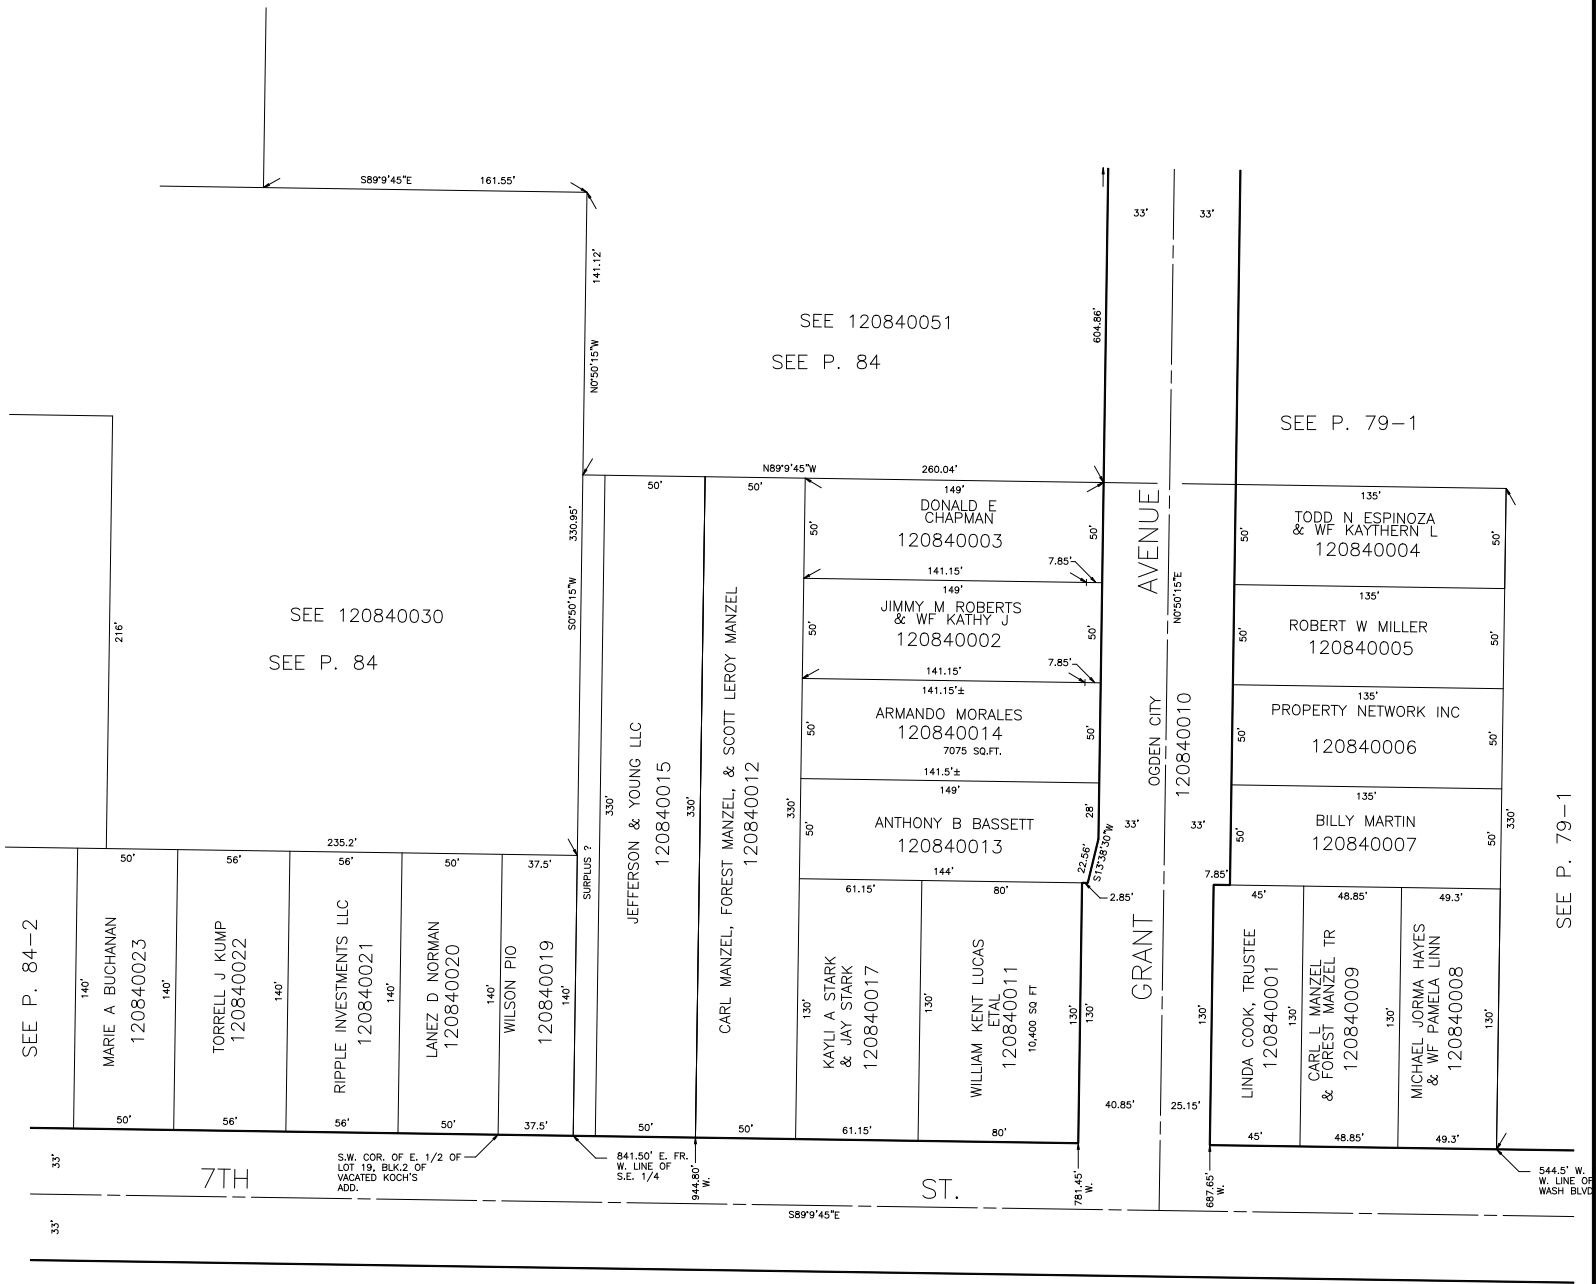 S89°9'45"E 161.55'
141.12'
N0°50'15"W
33' 33'
604.86'
SEE 120840051
SEE P. 84
SEE P. 79-1
N89°9'45"W 260.04'
50' 50'
330.95'
S0°50'15"W
216'
SEE 120840030
SEE P. 84
149'
DONALD E
CHAPMAN
120840003
50' 50'
141.15' 7.85'
149'
JIMMY M ROBERTS
& WF KATHY J
120840002
50' 50'
141.15' 7.85'
141.15'±
ARMANDO MORALES
120840014
7075 SQ.FT.
50' 50'
141.5'±
149'
ANTHONY B BASSETT
120840013
50' 28'
144'
22.56'
S13°38'30"W
2.85'
AVENUE
N0°50'15"E
OGDEN CITY
120840010
33' 33'
GRANT
7.85'
135'
TODD N ESPINOZA
& WF KAYTHERN L
120840004
50' 50'
135'
ROBERT W MILLER
120840005
50' 50'
135'
PROPERTY NETWORK INC
120840006
50' 50'
135'
BILLY MARTIN
120840007
50' 50'
330'
SEE P. 79-1
JEFFERSON & YOUNG LLC
120840015
330' 330'
CARL MANZEL, FOREST MANZEL, & SCOTT LEROY MANZEL
120840012
330'
235.2'
SURPLUS ?
SEE P. 84-2
50' 56' 56' 50' 37.5'
MARIE A BUCHANAN
120840023
140' 140'
TORRELL J KUMP
120840022
140'
RIPPLE INVESTMENTS LLC
120840021
140'
LANEZ D NORMAN
120840020
140'
WILSON PIO
120840019
140'
50' 56' 56' 50' 37.5' 50' 50'
61.15' 80'
KAYLI A STARK
& JAY STARK
120840017
130' 130'
WILLIAM KENT LUCAS
ETAL
120840011
10,400 SQ FT
130' 130'
61.15' 80'
40.85' 25.15'
130'
45' 48.85' 49.3'
LINDA COOK, TRUSTEE
120840001
130'
CARL L MANZEL
& FOREST MANZEL TR
120840009
130'
MICHAEL JORMA HAYES
& WF PAMELA LINN
120840008
130'
45' 48.85' 49.3'
33'
33'
7TH ST.
S.W. COR. OF E. 1/2 OF
LOT 19, BLK.2 OF
VACATED KOCH'S
ADD.
841.50' E. FR.
W. LINE OF
S.E. 1/4
944.80'
W.
781.45'
W.
687.65'
W.
544.5' W.
W. LINE OF
WASH BLVD
S89°9'45"E